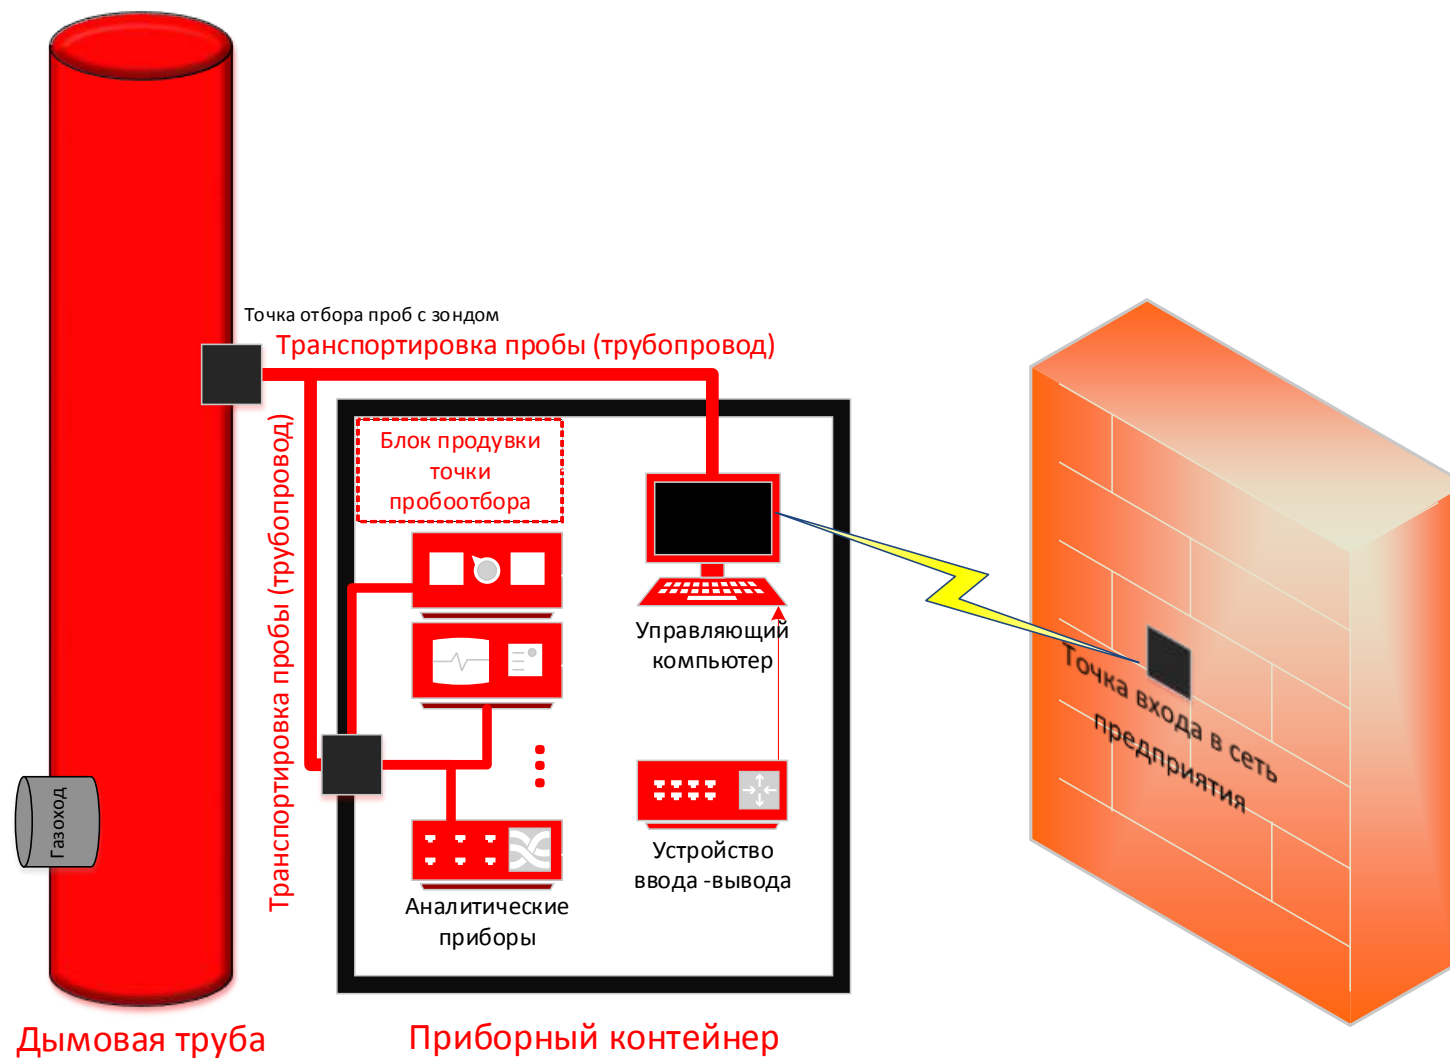 Точка отбора проб с зондом
Транспортировка пробы (трубопровод)
Транспортировка пробы (трубопровод)
Блок продувки
точки
пробоотбора
Управляющий
компьютер
Точка входа в сеть
предприятия
Газоход
Устройство
ввода -вывода
Аналитические
приборы
Дымовая труба
Приборный контейнер